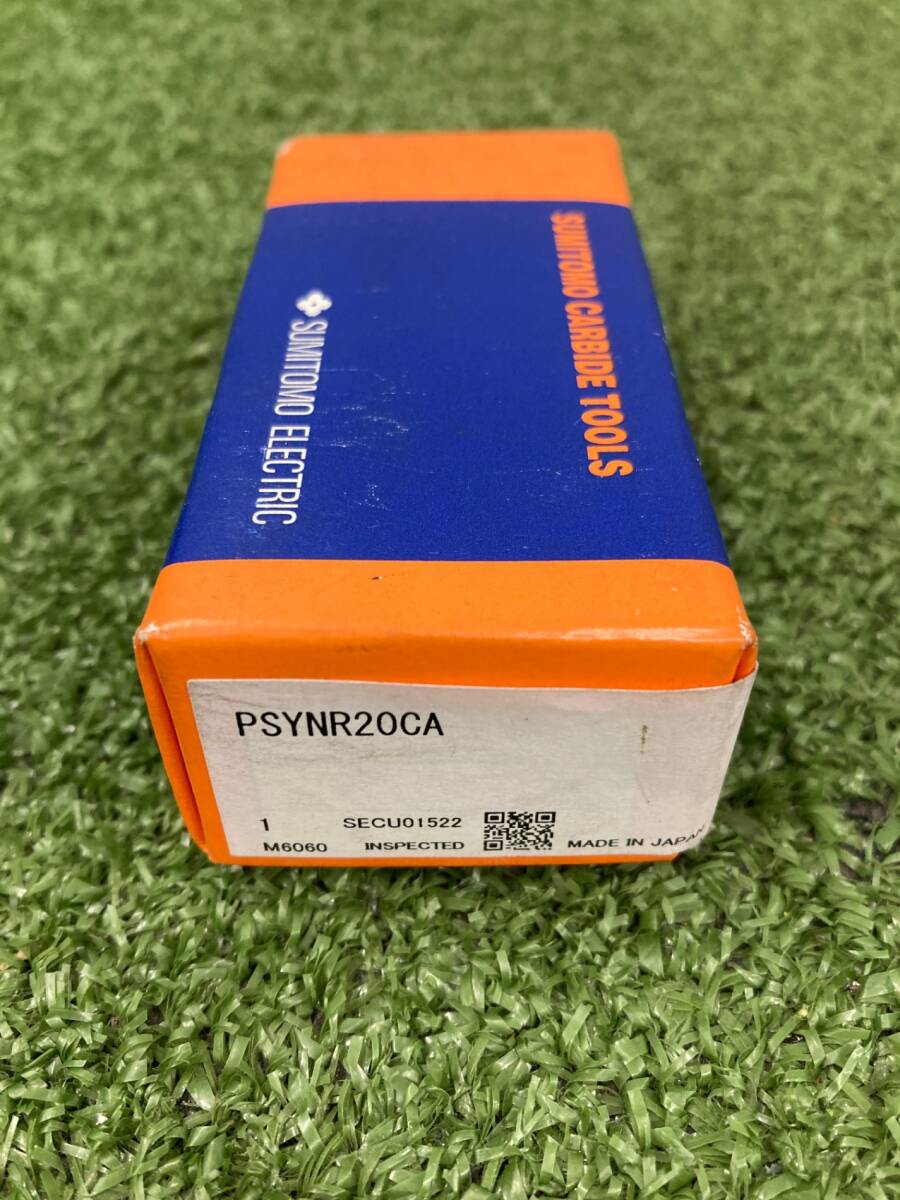 SUMITOMO CARBIDE TOOLS
SUMITOMO ELECTRIC
PSYNR20CA
1 SECU01522
M6060 INSPECTED MADE IN JAPAN